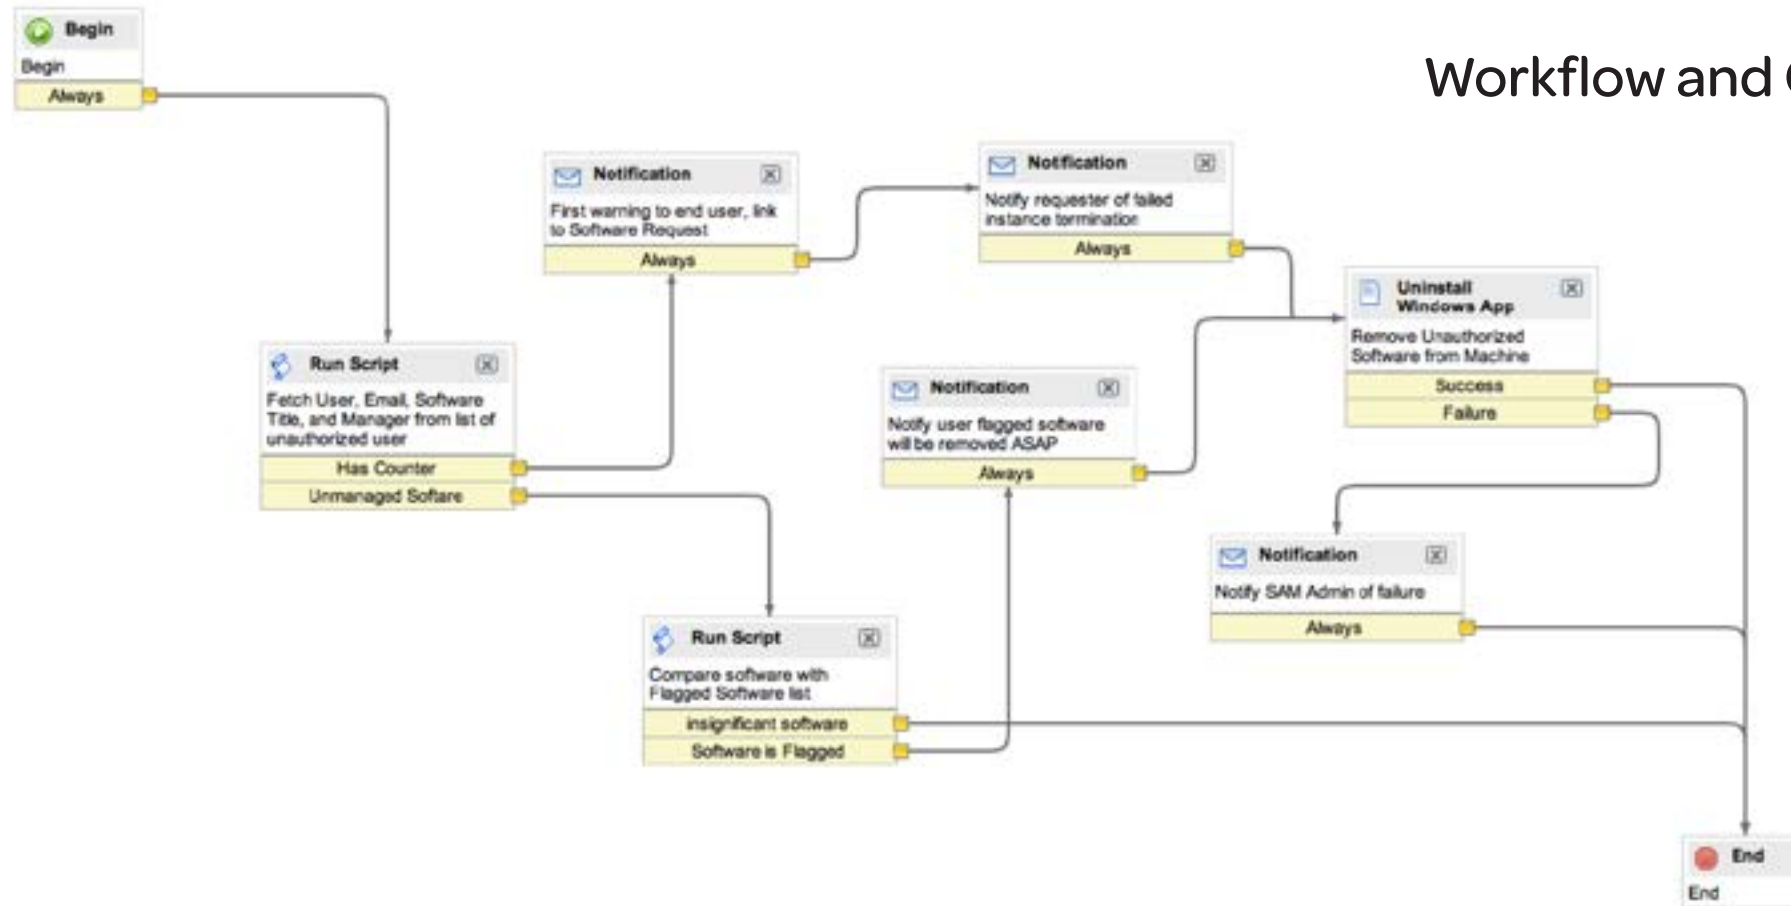 Begin
Begin
Always
Workflow and
Notification
First warning to end user, link
to Software Request
Always
Notification
Notify requester of failed
instance termination
Always
Uninstall
Windows App
Remove Unauthorized
Software from Machine
Success
Failure
Run Script
Fetch User, Email, Software
Title, and Manager from list of
unauthorized user
Has Counter
Unmanaged Softare
Notification
Notify user flagged software
will be removed ASAP
Always
Notification
Notify SAM Admin of failure
Always
Run Script
Compare software with
Flagged Software list
insignificant software
Software is Flagged
End
End